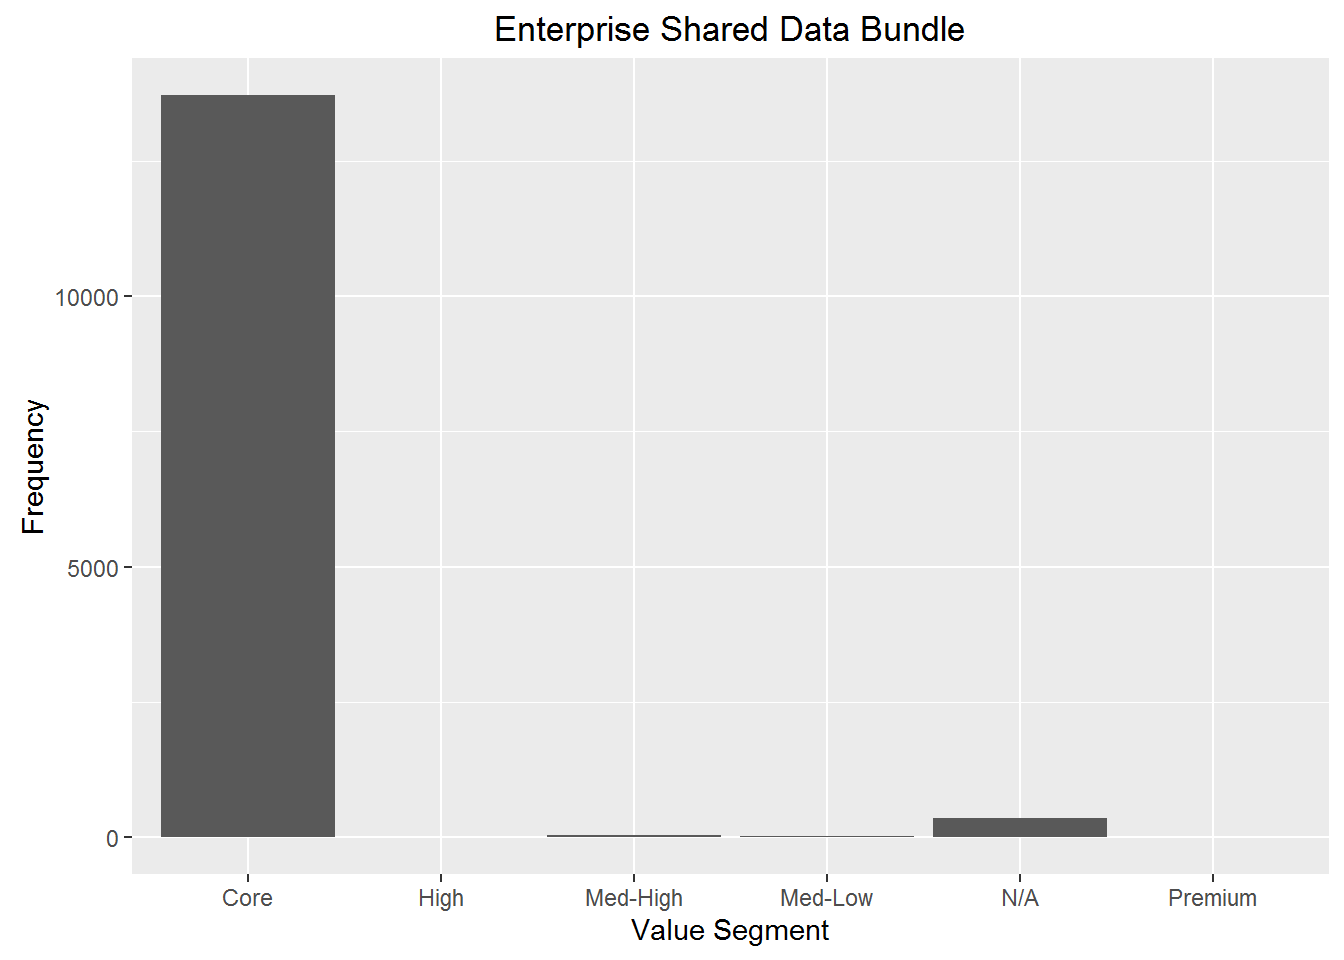 Enterprise Shared Data Bundle
Frequency
10000
5000
0
Core High Med-High Med-Low N/A Premium
Value Segment